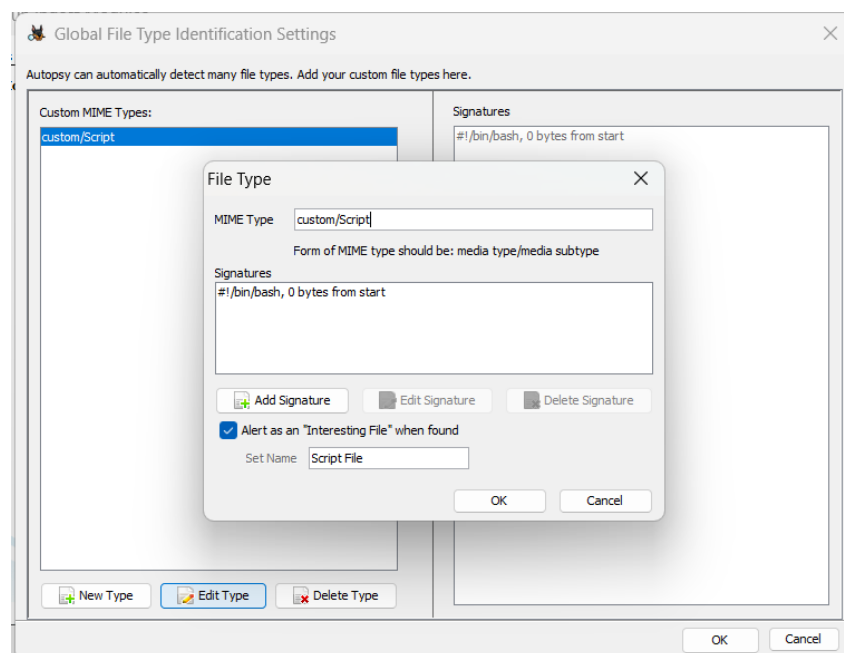 Global File Type Identification Settings
Autopsy can automatically detect many file types. Add your custom file types here.
Custom MIME Types:
custom/Script
Signatures
#!/bin/bash, 0 bytes from start
File Type
MIME Type custom/Script
Form of MIME type should be: media type/media subtype
Signatures
#!/bin/bash, 0 bytes from start
Add Signature Edit Signature Delete Signature
Alert as an "Interesting File" when found
Set Name Script File
OK Cancel
New Type Edit Type Delete Type
OK Cancel